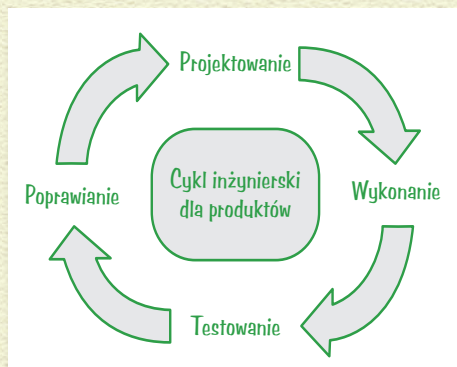 Projektowanie
Cykl inżynierski
dla produktów
Poprawianie
Wykonanie
Testowanie